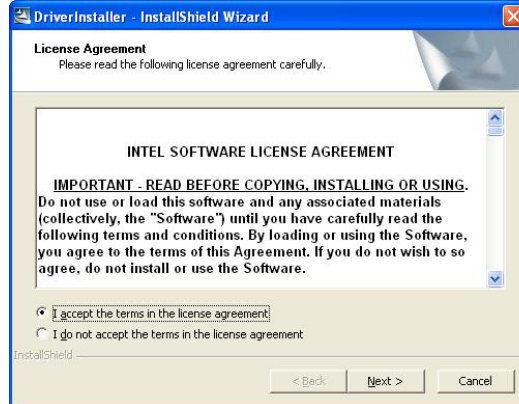 DriverInstaller - InstallShield Wizard
License Agreement
Please read the following license agreement carefully.
INTEL SOFTWARE LICENSE AGREEMENT
IMPORTANT - READ BEFORE COPYING, INSTALLING OR USING.
Do not use or load this software and any associated materials
(collectively, the "Software") until you have carefully read the
following terms and conditions. By loading or using the Software,
you agree to the terms of this Agreement. If you do not wish to so
agree, do not install or use the Software.
I accept the terms in the license agreement
I do not accept the terms in the license agreement
InstallShield
< Back Next > Cancel